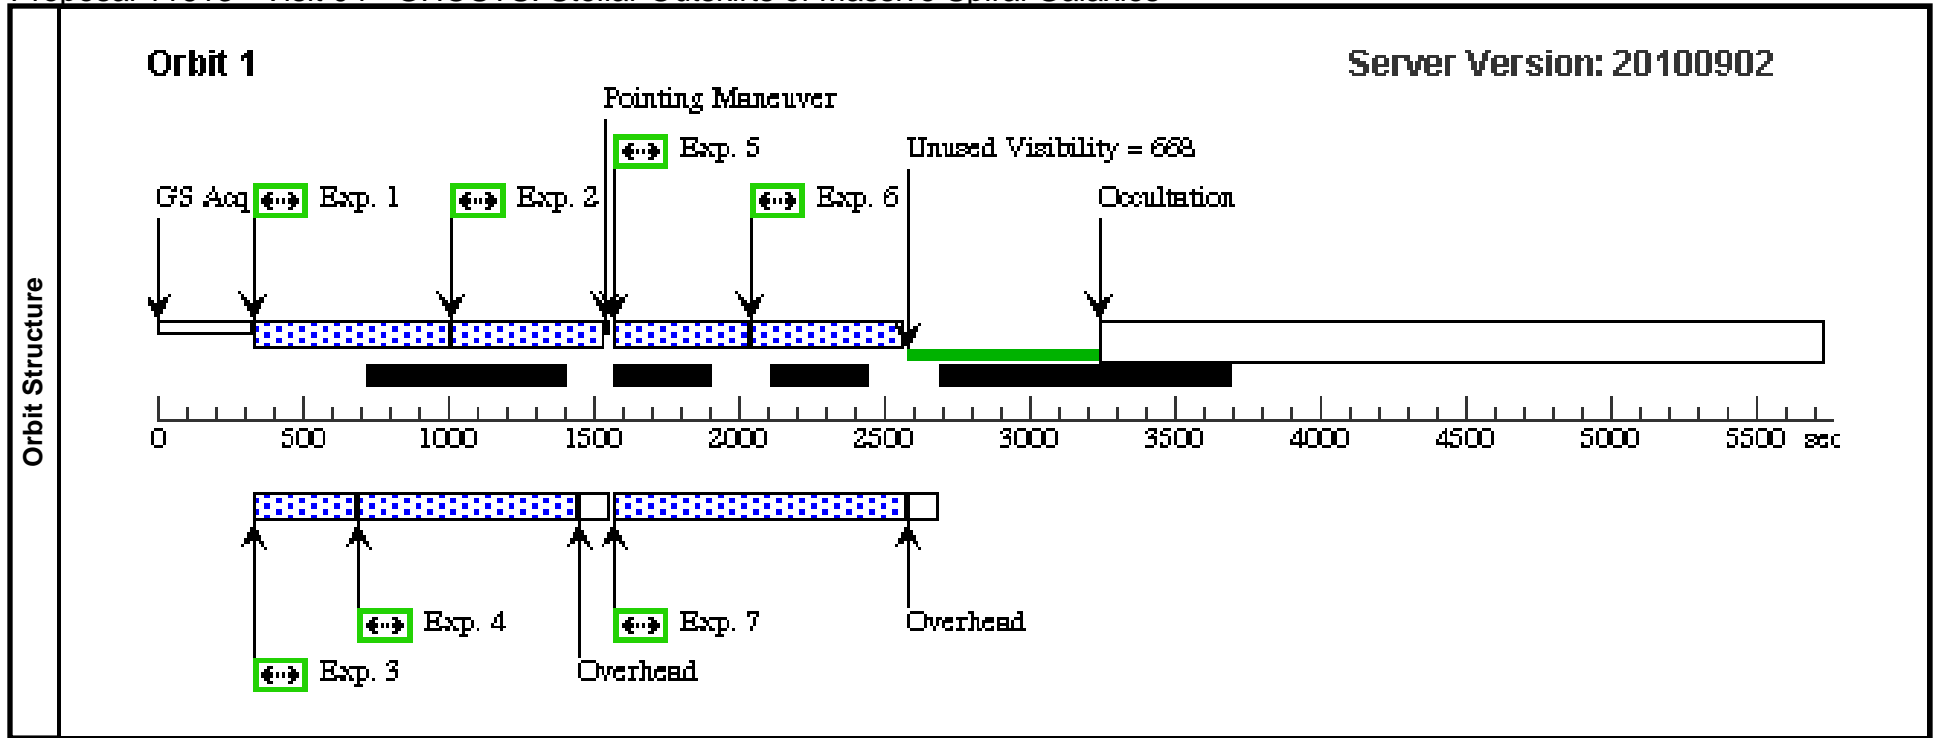 Orbit 1
Server Version: 20100902
Pointing Maneuver
Exp. 5
Unused Visibility = 668
GS Acq
Exp. 1
Exp. 2
Exp. 6
Occultation
Orbit Structure
0 500 1000 1500 2000 2500 3000 3500 4000 4500 5000 5500 sec
Exp. 4
Exp. 7
Overhead
Exp. 3
Overhead